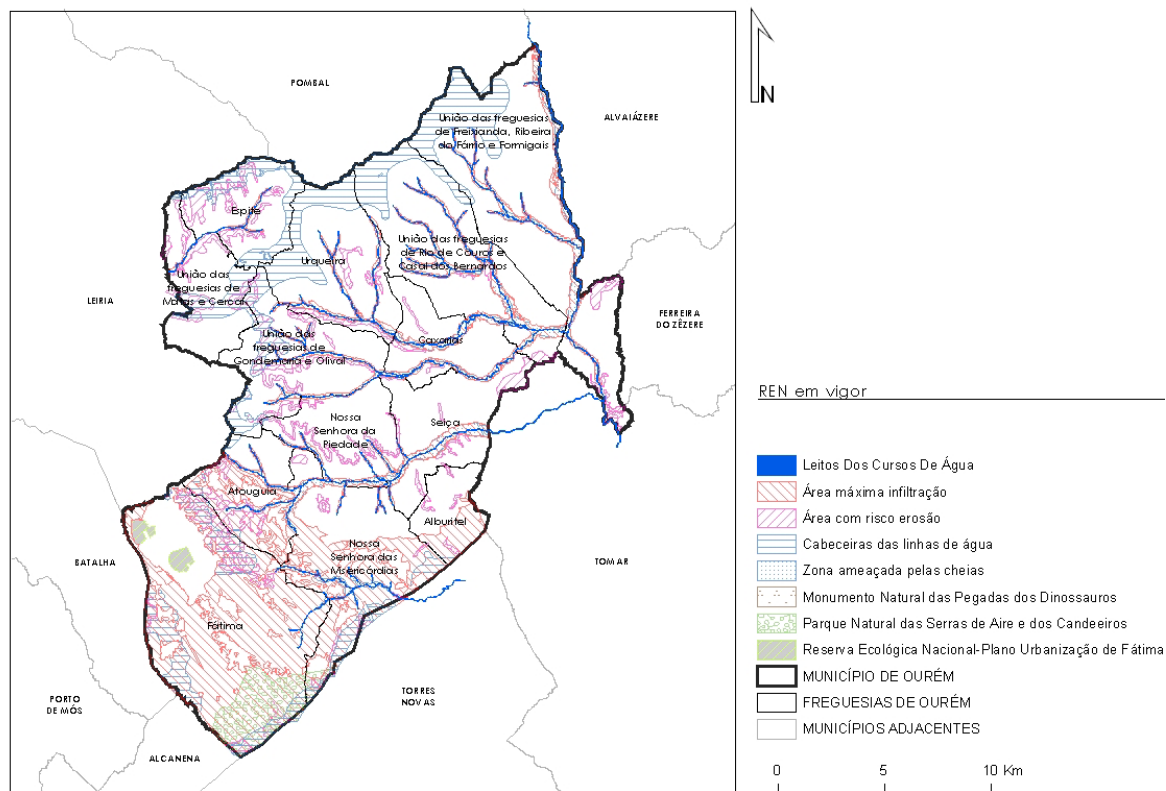 POMBAL
ALVAIÁZERE
N
União das freguesias
de Freixianda, Ribeira
do Fárrio e Formigais
Espite
União das freguesias
de Rio de Couros e
Casal dos Bernardos
Urqueira
União das
freguesias de
Matas e Cercal
LEIRIA
FERREIRA
DO ZÊZERE
União das
freguesias de
Gondemaria e Olival
Caxarias
Nossa
Senhora da
Piedade
Seiça
Atouguia
Alburitel
Nossa
Senhora das
Misericórdias
BATALHA
TOMAR
Fátima
PORTO
DE MÓS
TORRES
NOVAS
ALCANENA
REN em vigor
Leitos Dos Cursos De Água
Área máxima infiltração
Área com risco erosão
Cabeceiras das linhas de água
Zona ameaçada pelas cheias
Monumento Natural das Pegadas dos Dinossauros
Parque Natural das Serras de Aire e dos Candeeiros
Reserva Ecológica Nacional-Plano Urbanização de Fátima
MUNICÍPIO DE OURÉM
FREGUESIAS DE OURÉM
MUNICÍPIOS ADJACENTES
0 5 10 Km